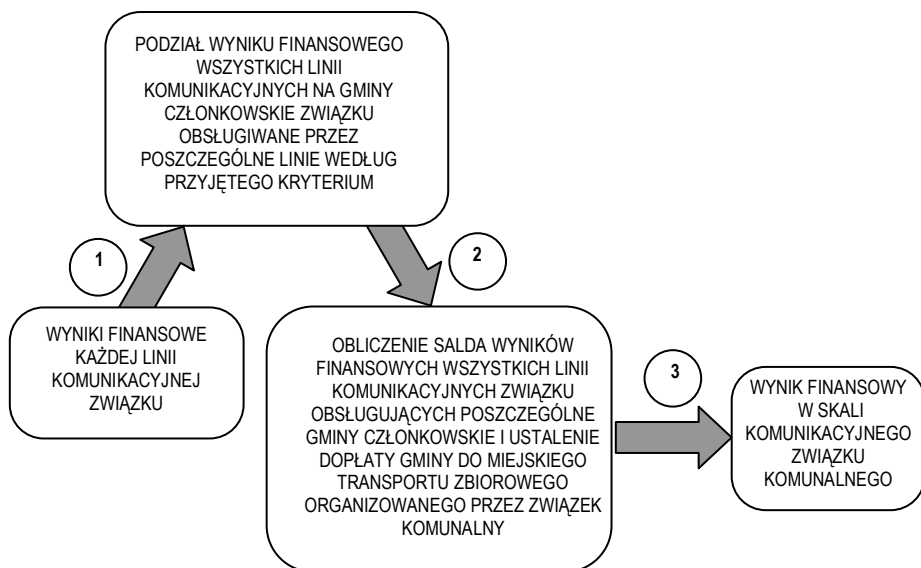 PODZIAŁ WYNIKU FINANSOWEGO
WSZYSTKICH LINII
KOMUNIKACYJNYCH NA GMINY
CZŁONKOWSKIE ZWIĄZKU
OBSŁUGIWANE PRZEZ
POSZCZEGÓLNE LINIE WEDŁUG
PRZYJĘTEGO KRYTERIUM
1
2
WYNIKI FINANSOWE
KAŻDEJ LINII
KOMUNIKACYJNEJ
ZWIĄZKU
OBLICZENIE SALDA WYNIKÓW
FINANSOWYCH WSZYSTKICH LINII
KOMUNIKACYJNYCH ZWIĄZKU
OBSŁUGUJĄCYCH POSZCZEGÓLNE
GMINY CZŁONKOWSKIE I USTALENIE
DOPŁATY GMINY DO MIEJSKIEGO
TRANSPORTU ZBIOROWEGO
ORGANIZOWANEGO PRZEZ ZWIĄZEK
KOMUNALNY
3
WYNIK FINANSOWY
W SKALI
KOMUNIKACYJNEGO
ZWIĄZKU
KOMUNALNEGO